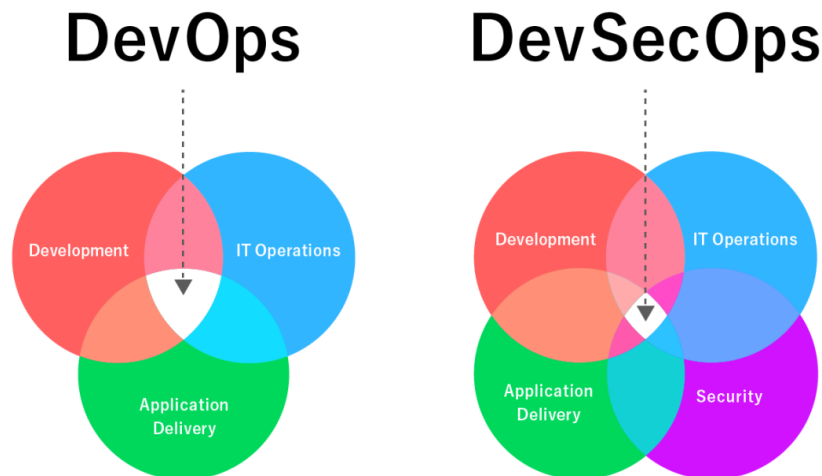 DevOps
Development
IT Operations
Application
Delivery
DevSecOps
Development
IT Operations
Application
Delivery
Security